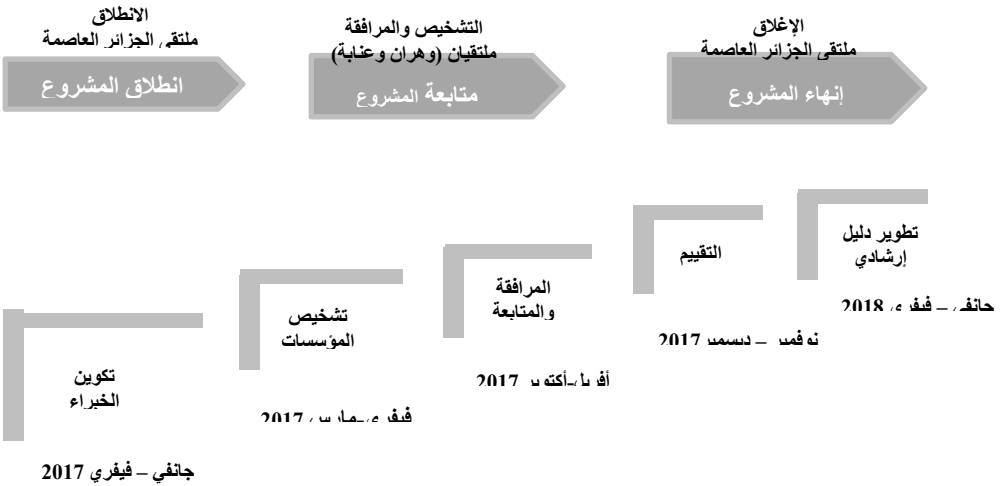 الانطلاق
ملتقى الجزائر العاصمة
انطلاق المشروع
التشخيص والمرافقة
ملتقيان (وهران وعنابة)
متابعة المشروع
الإغلاق
ملتقى الجزائر العاصمة
إنهاء المشروع
تكوين
الخبراء
جانفي – فيفري 2017
تشخيص
المؤسسات
فيفري-مارس 2017
المرافقة
والمتابعة
أفريل-أكتوبر 2017
التقييم
نوفمبر – ديسمبر 2017
تطوير دليل
إرشادي
جانفي – فيفري 2018